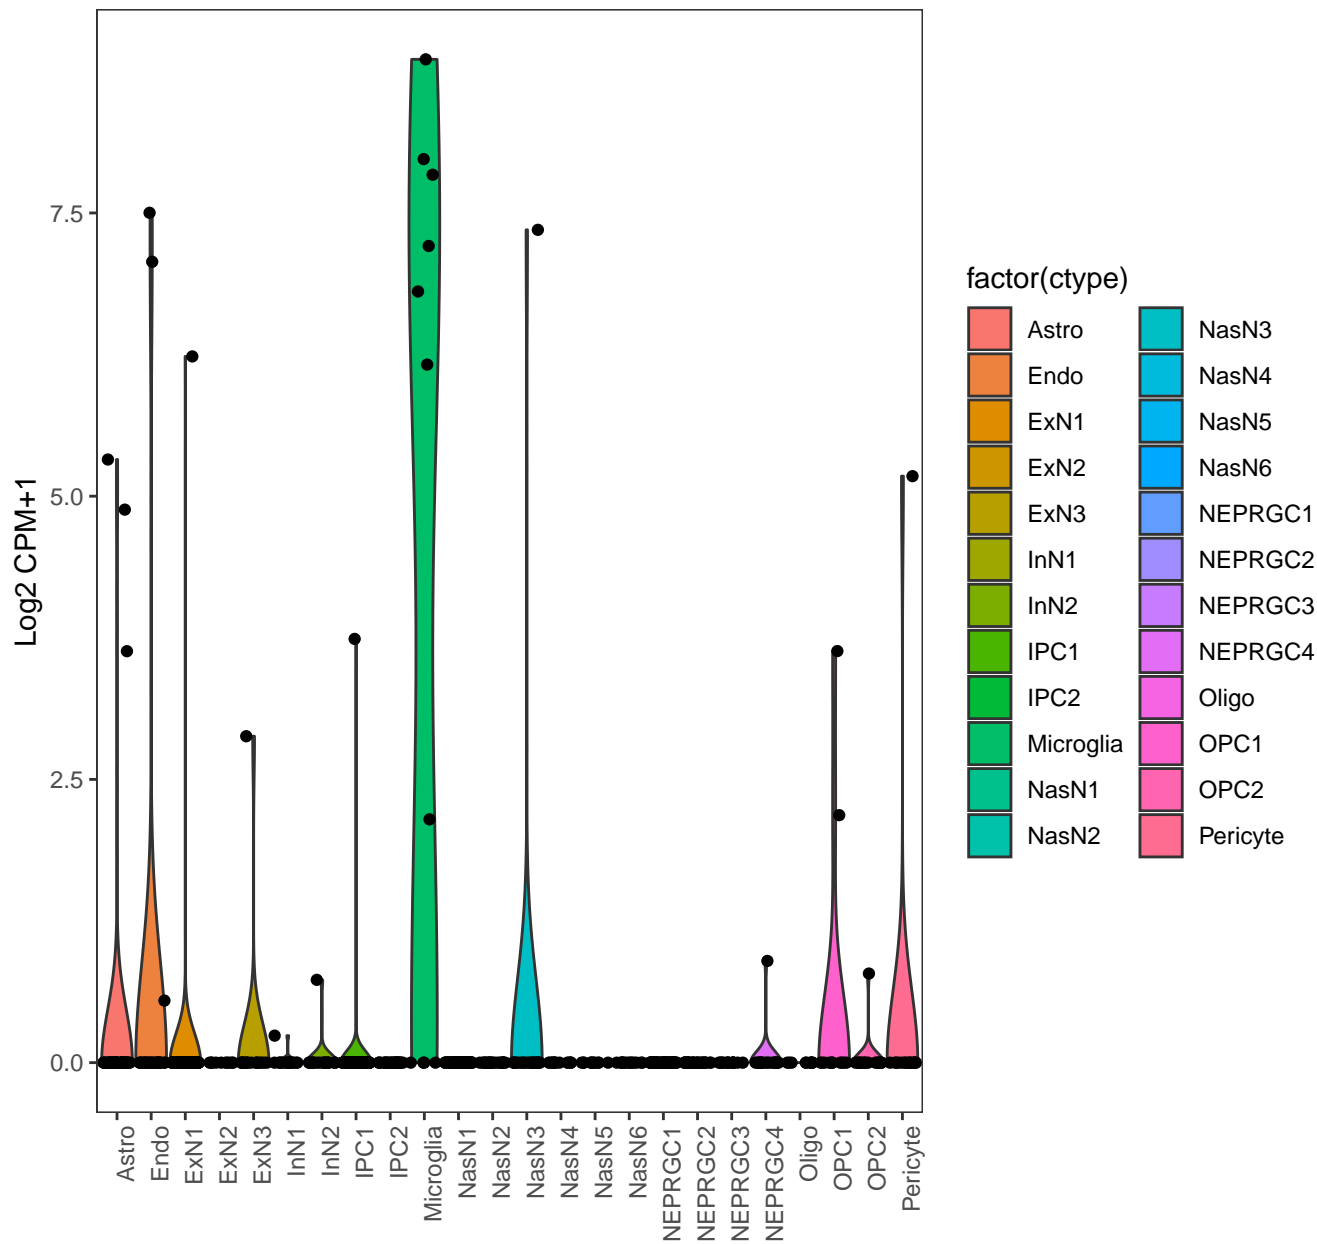 Log2 CPM+1
7.5
5.0
2.5
0.0
Astro
Endo
ExN1
ExN2
ExN3
InN1
InN2
IPC1
IPC2
Microglia
NasN1
NasN2
NasN3
NasN4
NasN5
NasN6
NEPRGC1
NEPRGC2
NEPRGC3
NEPRGC4
Oligo
OPC1
OPC2
Pericyte
factor(ctype)
Astro
Endo
ExN1
ExN2
ExN3
InN1
InN2
IPC1
IPC2
Microglia
NasN1
NasN2
NasN3
NasN4
NasN5
NasN6
NEPRGC1
NEPRGC2
NEPRGC3
NEPRGC4
Oligo
OPC1
OPC2
Pericyte